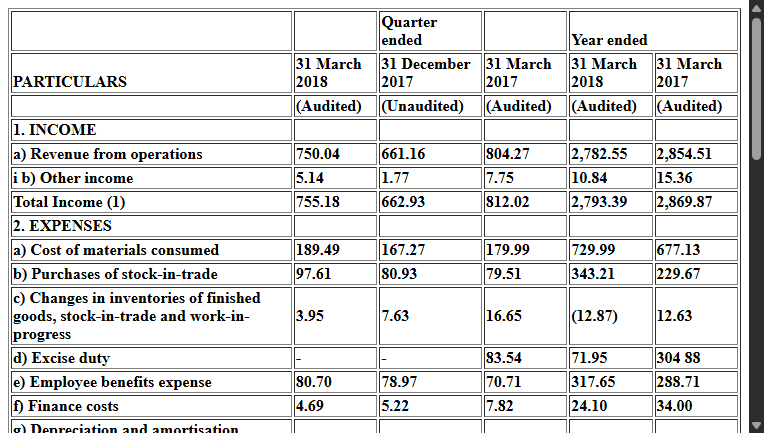 Quarter ended Year ended
PARTICULARS 31 March 2018 31 December 2017 31 March 2017 31 March 2018 31 March 2017
(Audited) (Unaudited) (Audited) (Audited) (Audited)
1. INCOME
a) Revenue from operations 750.04 661.16 804.27 2,782.55 2,854.51
i b) Other income 5.14 1.77 7.75 10.84 15.36
Total Income (1) 755.18 662.93 812.02 2,793.39 2,869.87
2. EXPENSES
a) Cost of materials consumed 189.49 167.27 179.99 729.99 677.13
b) Purchases of stock-in-trade 97.61 80.93 79.51 343.21 229.67
c) Changes in inventories of finished
goods, stock-in-trade and work-in-
progress 3.95 7.63 16.65 (12.87) 12.63
d) Excise duty - - 83.54 71.95 304 88
e) Employee benefits expense 80.70 78.97 70.71 317.65 288.71
f) Finance costs 4.69 5.22 7.82 24.10 34.00
g) Depreciation and amortisation